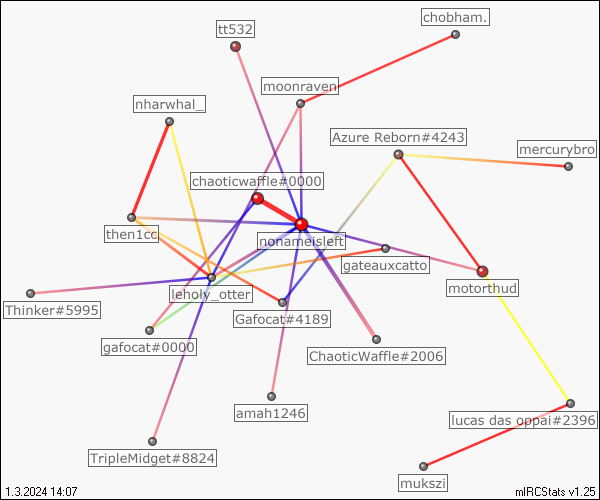 chobham.
tt532
moonraven
nharwhal_
Azure Reborn#4243
mercurybro
chaoticwaffle#0000
then1cc
nonameisleft
gateauxcatto
motorthud
leholy_otter
Thinker#5995
Gafocat#4189
gafocat#0000
ChaoticWaffle#2006
amah1246
lucas das oppai#2396
TripleMidget#8824
mukszi
1.3.2024 14:07
mIRCStats v1.25